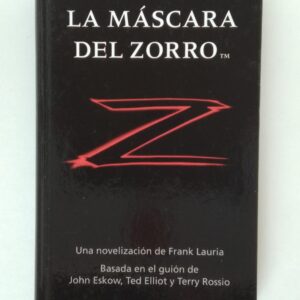 LA MÁSCARA
DEL ZORRO™
Z
Una novelización de Frank Lauria
Basada en el guión de
John Eskow, Ted Elliot y Terry Rossio